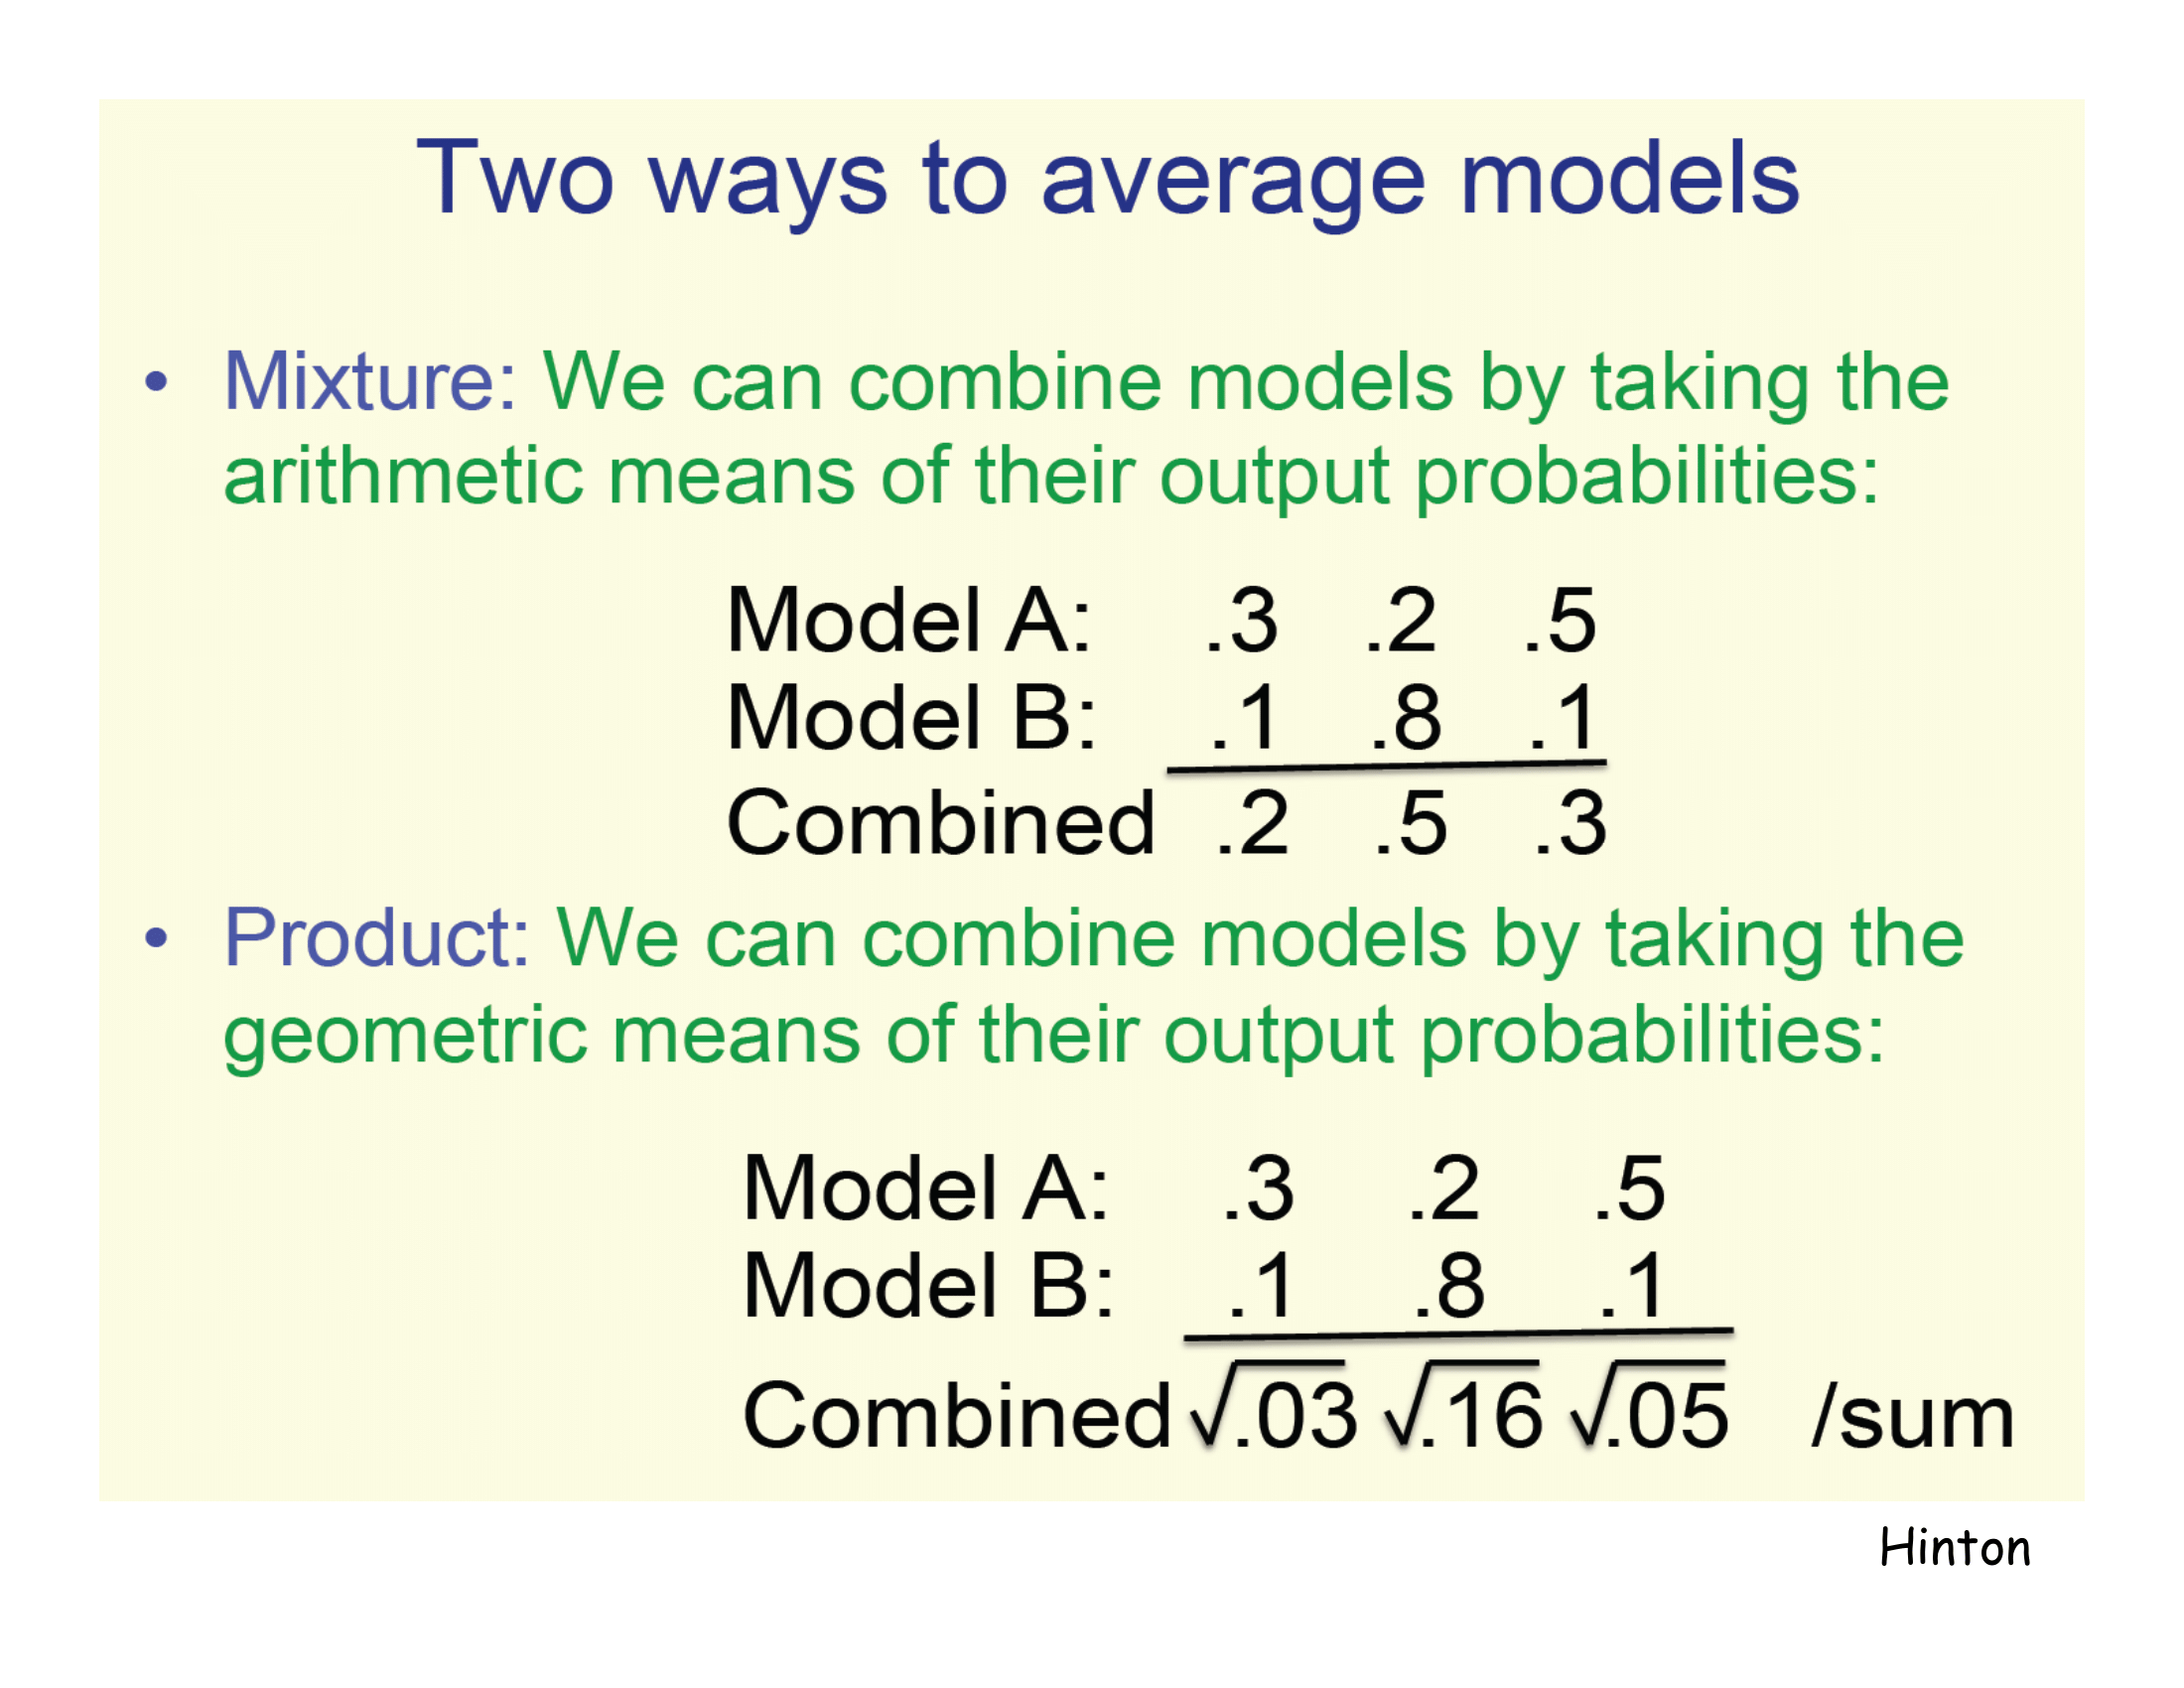 Two ways to average models
• Mixture: We can combine models by taking the
arithmetic means of their output probabilities:
Model A: .3 .2 .5
Model B: .1 .8 .1
Combined .2 .5 .3
• Product: We can combine models by taking the
geometric means of their output probabilities:
Model A: .3 .2 .5
Model B: .1 .8 .1
Combined √.03 √.16 √.05 /sum
Hinton